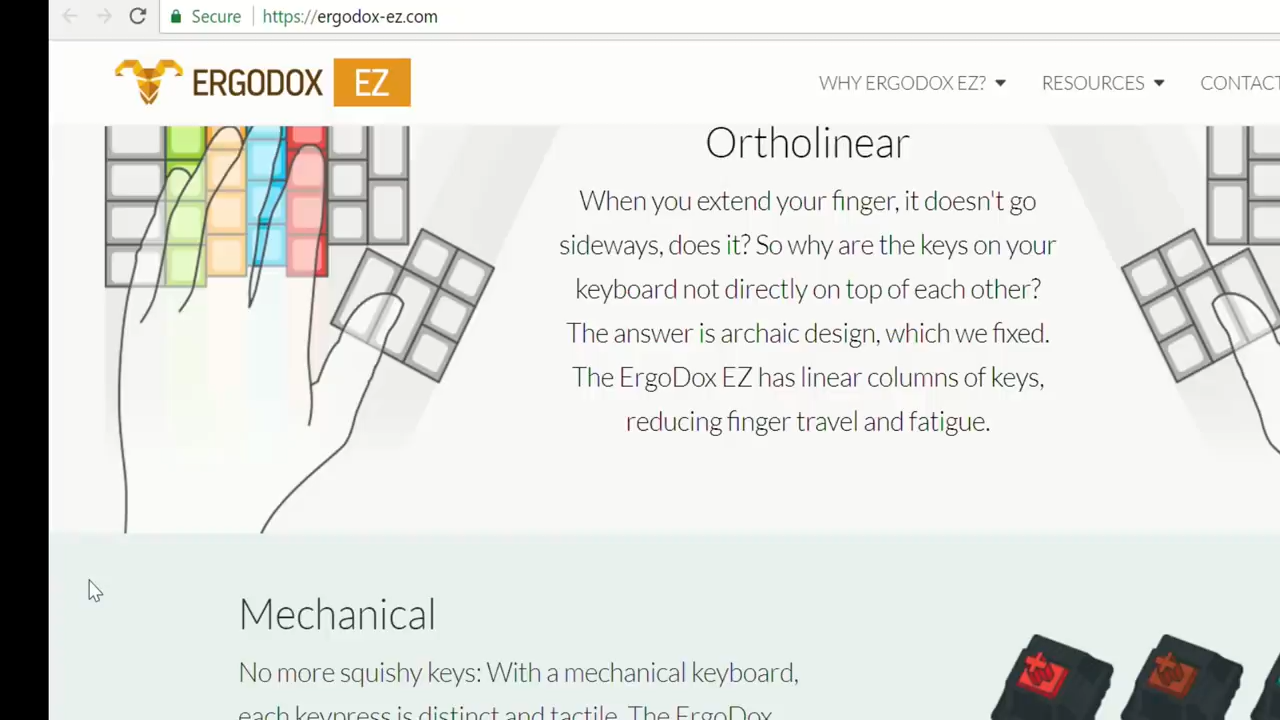 Secure https://ergodox-ez.com
ERGODOX EZ
WHY ERGODOX EZ? RESOURCES CONTACT
Ortholinear
When you extend your finger, it doesn't go
sideways, does it? So why are the keys on your
keyboard not directly on top of each other?
The answer is archaic design, which we fixed.
The ErgoDox EZ has linear columns of keys,
reducing finger travel and fatigue.
Mechanical
No more squishy keys: With a mechanical keyboard,
each keypress is distinct and tactile. The ErgoDox